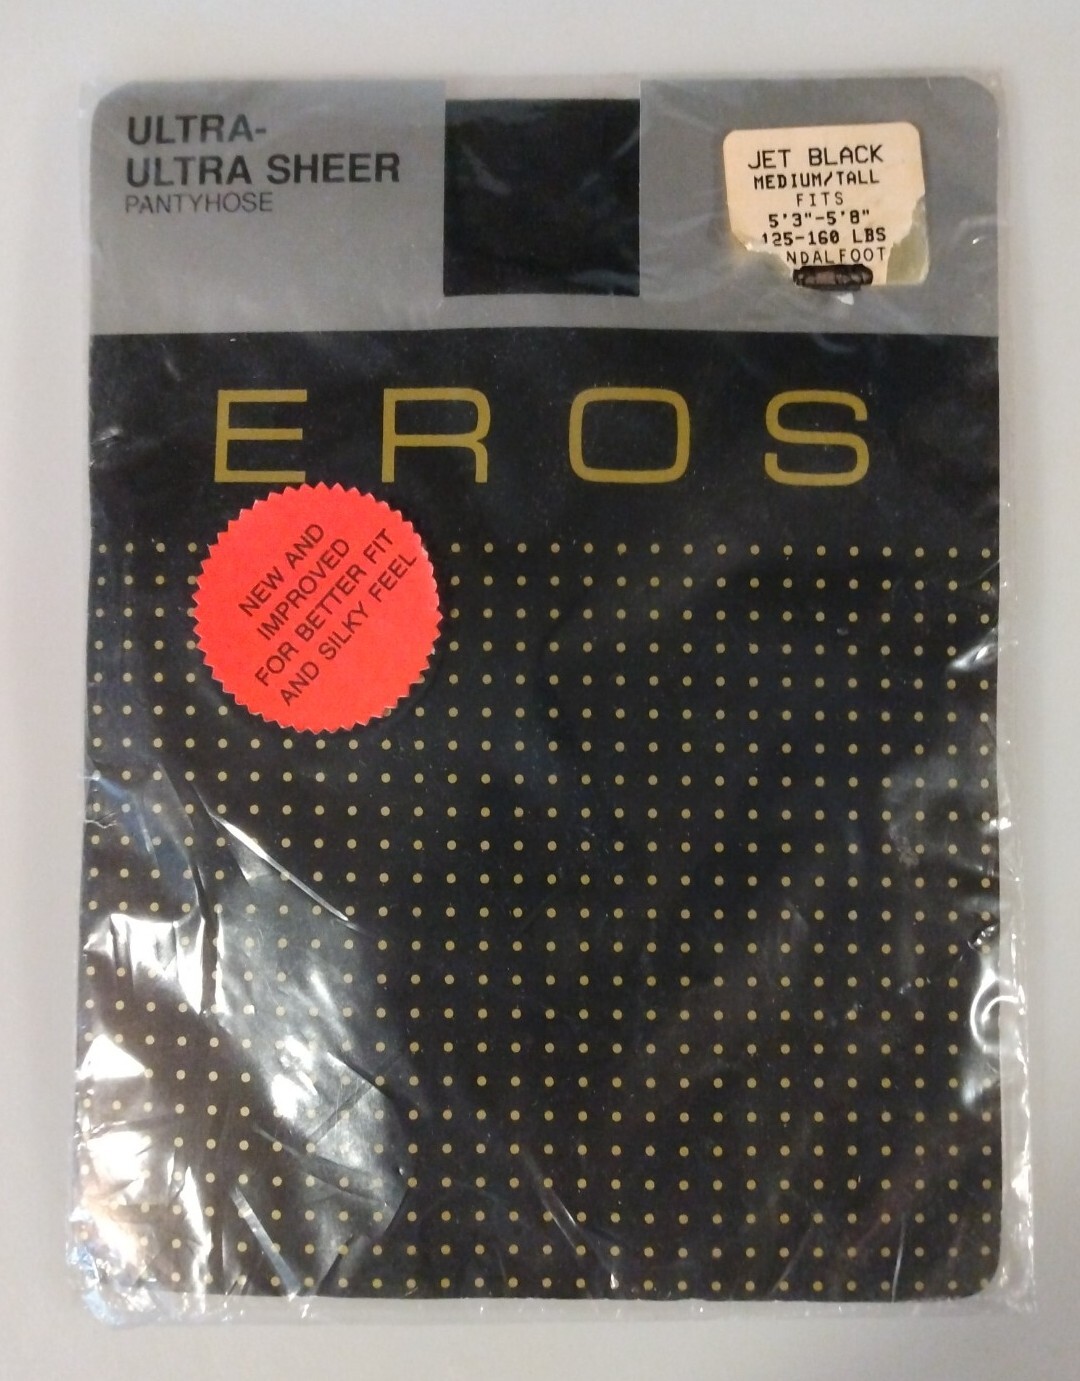 ULTRA-
ULTRA SHEER
PANTYHOSE
JET BLACK
MEDIUM/TALL
FITS
5'3"-5'8"
125-160 LBS
NDALFOOT
EROS
NEW AND
IMPROVED
FOR BETTER FIT
AND SILKY FEEL